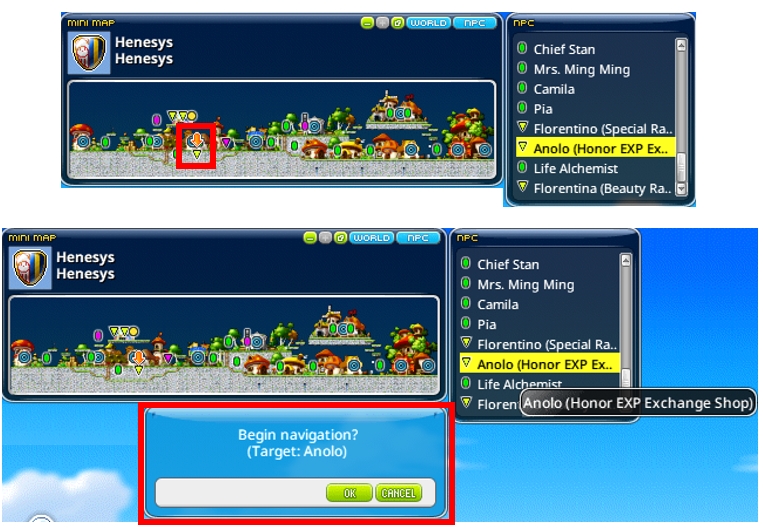 MINI MAP
WORLD
NPC
Henesys
Henesys
NPC
Chief Stan
Mrs. Ming Ming
Camila
Pia
Florentino (Special Ra..
Anolo (Honor EXP Ex..
Life Alchemist
Florentina (Beauty Ra..
MINI MAP
WORLD
NPC
Henesys
Henesys
NPC
Chief Stan
Mrs. Ming Ming
Camila
Pia
Florentino (Special Ra..
Anolo (Honor EXP Ex..
Life Alchemist
Floren
Anolo (Honor EXP Exchange Shop)
Begin navigation?
(Target: Anolo)
OK
CANCEL